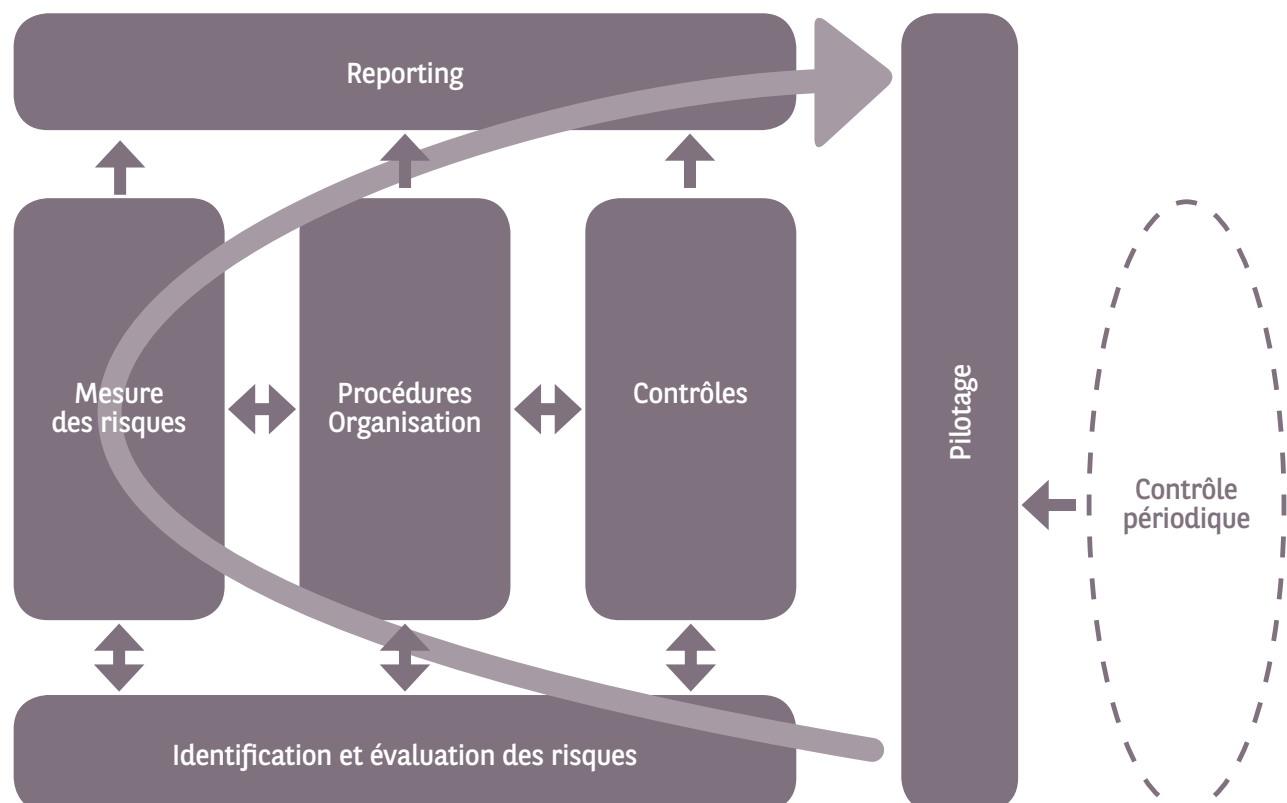 Reporting
Mesure
des risques
Procédures
Organisation
Contrôles
Pilotage
Contrôle
périodique
Identification et évaluation des risques